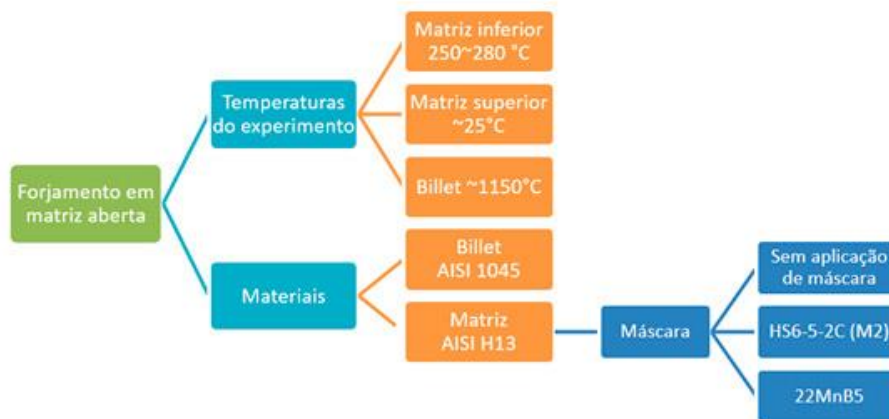 Forjamento em
matriz aberta
Temperaturas
do experimento
Matriz inferior
250~280 °C
Matriz superior
~25°C
Billet ~1150°C
Materiais
Billet
AISI 1045
Matriz
AISI H13
Máscara
Sem aplicação
de máscara
HS6-5-2C (M2)
22MnB5